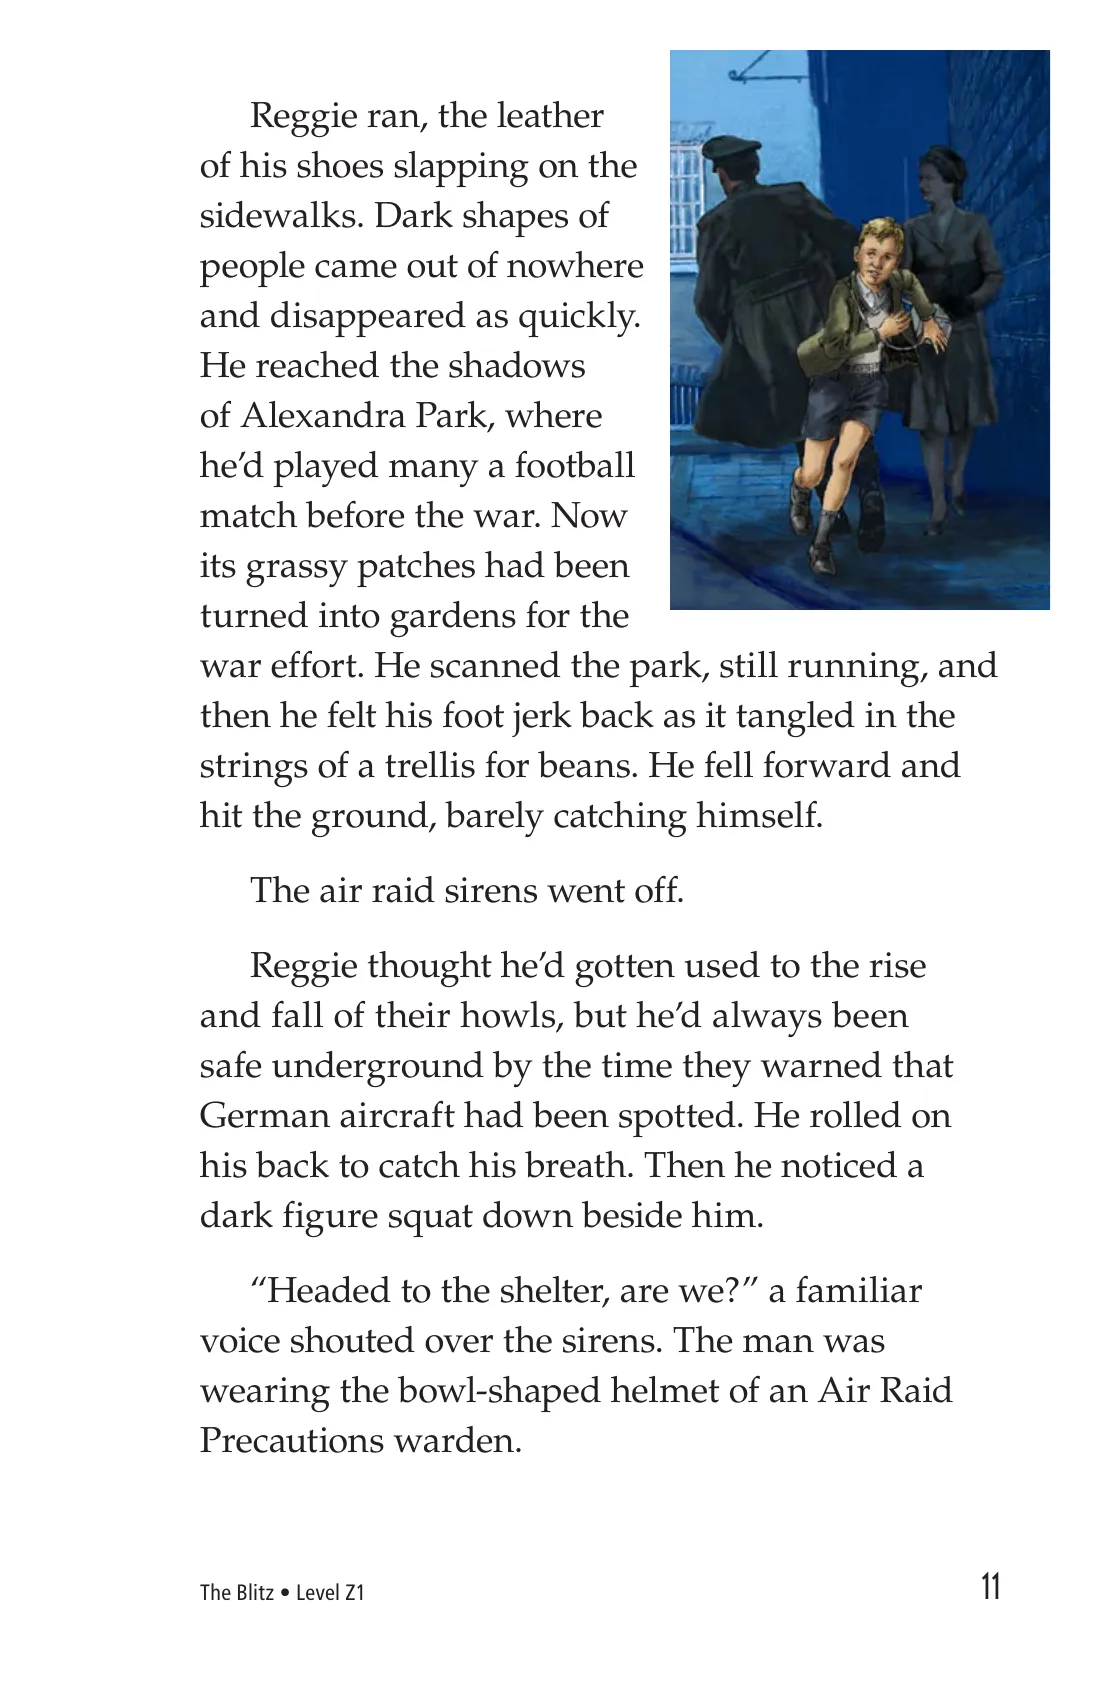 Reggie ran, the leather
of his shoes slapping on the
sidewalks. Dark shapes of
people came out of nowhere
and disappeared as quickly.
He reached the shadows
of Alexandra Park, where
he’d played many a football
match before the war. Now
its grassy patches had been
turned into gardens for the
war effort. He scanned the park, still running, and
then he felt his foot jerk back as it tangled in the
strings of a trellis for beans. He fell forward and
hit the ground, barely catching himself.
The air raid sirens went off.
Reggie thought he’d gotten used to the rise
and fall of their howls, but he’d always been
safe underground by the time they warned that
German aircraft had been spotted. He rolled on
his back to catch his breath. Then he noticed a
dark figure squat down beside him.
“Headed to the shelter, are we?” a familiar
voice shouted over the sirens. The man was
wearing the bowl-shaped helmet of an Air Raid
Precautions warden.
The Blitz • Level Z1
11